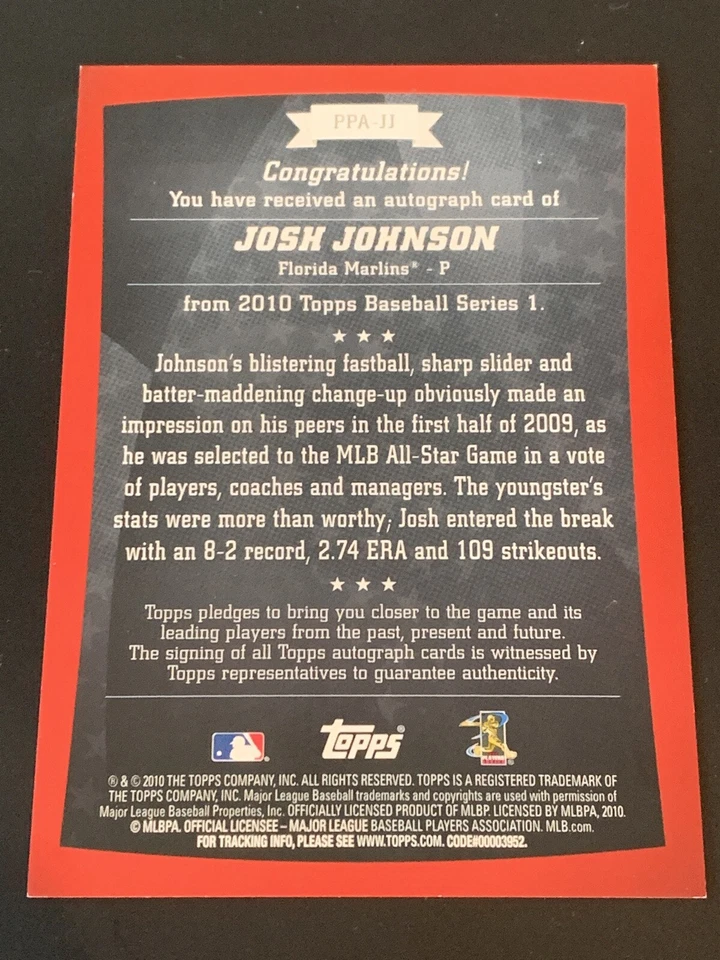 PPA-JJ
Congratulations!
You have received an autograph card of
JOSH JOHNSON
Florida Marlins® - P
from 2010 Topps Baseball Series 1.
Johnson's blistering fastball, sharp slider and
batter-maddening change-up obviously made an
impression on his peers in the first half of 2009, as
he was selected to the MLB All-Star Game in a vote
of players, coaches and managers. The youngster's
stats were more than worthy; Josh entered the break
with an 8-2 record, 2.74 ERA and 109 strikeouts.
Topps pledges to bring you closer to the game and its
leading players from the past, present and future.
The signing of all Topps autograph cards is witnessed by
Topps representatives to guarantee authenticity.
Topps®
® & © 2010 THE TOPPS COMPANY, INC. ALL RIGHTS RESERVED. TOPPS IS A REGISTERED TRADEMARK OF
THE TOPPS COMPANY, INC. Major League Baseball trademarks and copyrights are used with permission of
Major League Baseball Properties, Inc. OFFICIALLY LICENSED PRODUCT OF MLBP. LICENSED BY MLBPA, 2010.
© MLBPA. OFFICIAL LICENSEE – MAJOR LEAGUE BASEBALL PLAYERS ASSOCIATION. MLB.com.
FOR TRACKING INFO, PLEASE SEE WWW.TOPPS.COM. CODE#00003952.